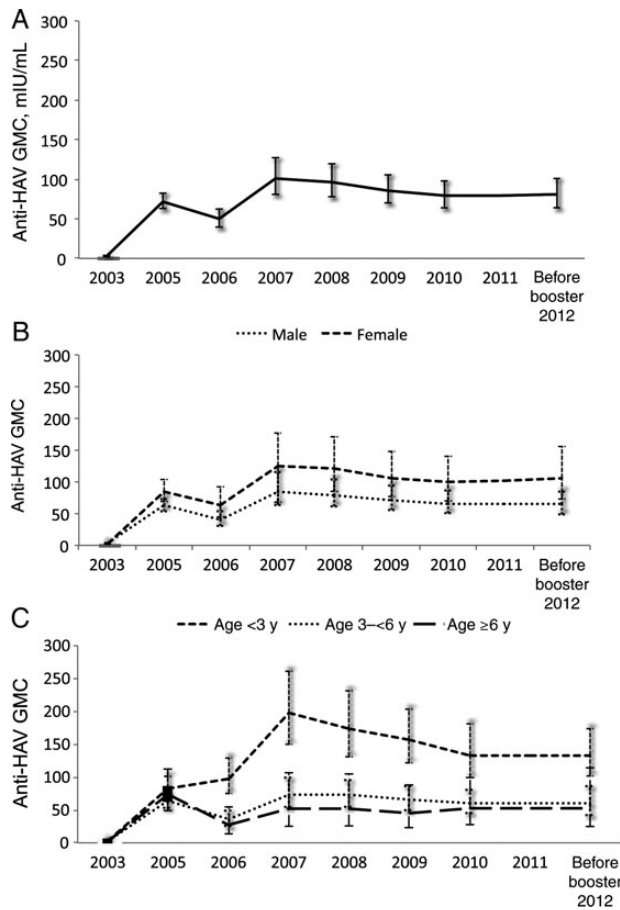 A
Anti-HAV GMC, mIU/mL
300
250
200
150
100
50
0
2003 2005 2006 2007 2008 2009 2010 2011 Before
booster
2012
B
Male Female
Anti-HAV GMC
300
250
200
150
100
50
0
2003 2005 2006 2007 2008 2009 2010 2011 Before
booster
2012
C
Age <3 y Age 3–<6 y Age ≥6 y
Anti-HAV GMC
300
250
200
150
100
50
0
2003 2005 2006 2007 2008 2009 2010 2011 Before
booster
2012